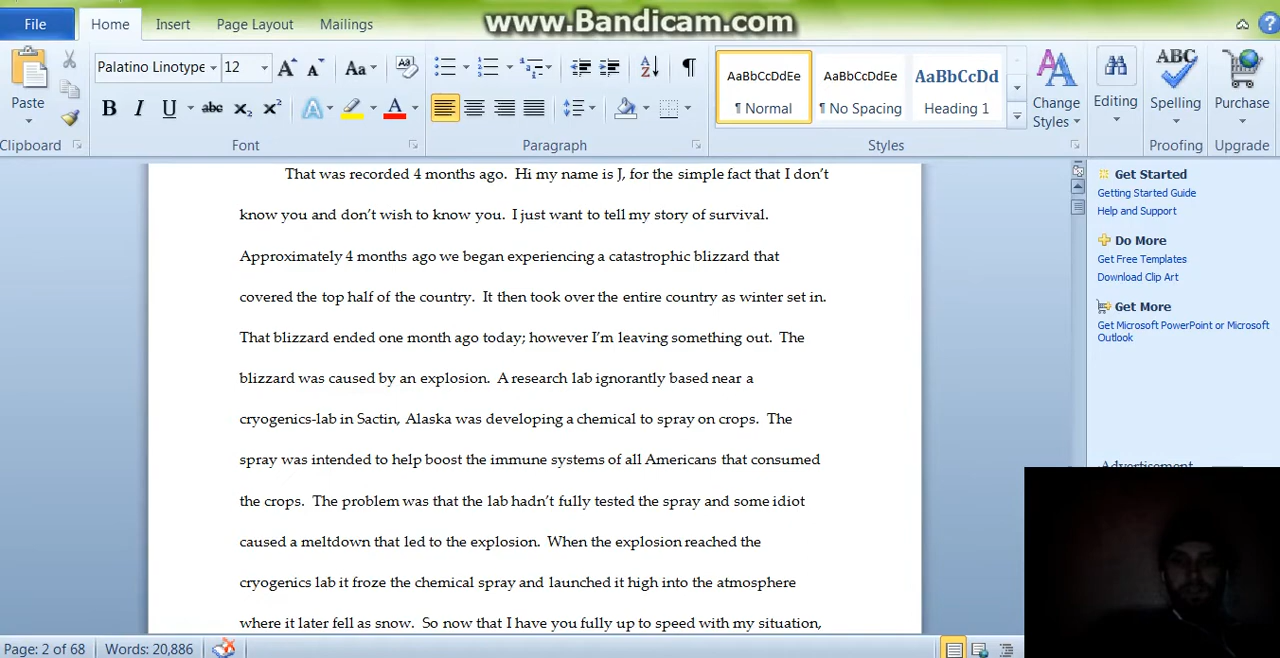 www.Bandicam.com
File Home Insert Page Layout Mailings
Palatino Linotype 12 Aa
AaBbCcDdEe AaBbCcDdEe AaBbCcDd
Paste
B I U abc X₂ X² A A
¶ Normal ¶ No Spacing Heading 1
Change Styles
Editing
ABC Spelling
Purchase
Clipboard Font Paragraph Styles Proofing Upgrade
That was recorded 4 months ago. Hi my name is J, for the simple fact that I don't
know you and don't wish to know you. I just want to tell my story of survival.
Approximately 4 months ago we began experiencing a catastrophic blizzard that
covered the top half of the country. It then took over the entire country as winter set in.
That blizzard ended one month ago today; however I'm leaving something out. The
blizzard was caused by an explosion. A research lab ignorantly based near a
cryogenics-lab in Sactin, Alaska was developing a chemical to spray on crops. The
spray was intended to help boost the immune systems of all Americans that consumed
the crops. The problem was that the lab hadn't fully tested the spray and some idiot
caused a meltdown that led to the explosion. When the explosion reached the
cryogenics lab it froze the chemical spray and launched it high into the atmosphere
where it later fell as snow. So now that I have you fully up to speed with my situation,
Get Started
Getting Started Guide
Help and Support
Do More
Get Free Templates
Download Clip Art
Get More
Get Microsoft PowerPoint or Microsoft
Outlook
Advertisement
Page: 2 of 68 Words: 20,886